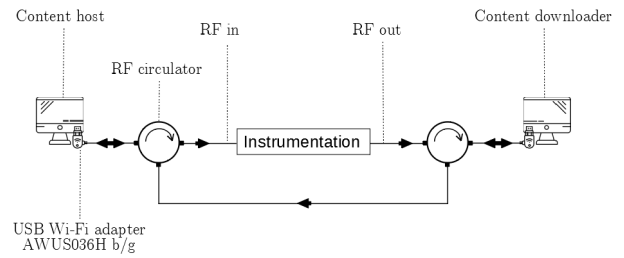 Content host
Content downloader
RF in
RF out
RF circulator
Instrumentation
USB Wi-Fi adapter
AWUS036H b/g